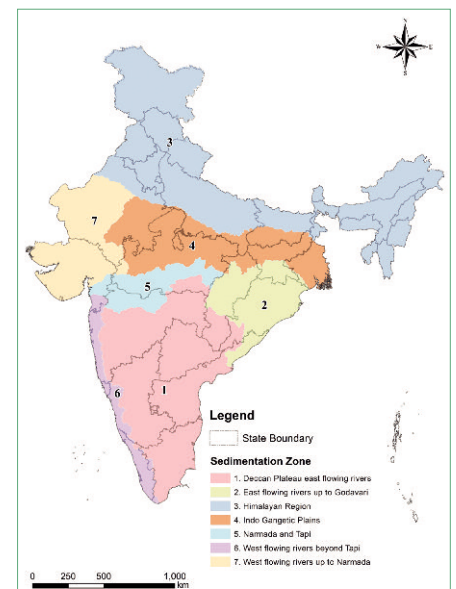 N
W E
S
3
7
4
5
2
1
6
Legend
State Boundary
Sedimentation Zone
1. Deccan Plateau east flowing rivers
2. East flowing rivers up to Godavari
3. Himalayan Region
4. Indo Gangetic Plains
5. Narmada and Tapi
6. West flowing rivers beyond Tapi
7. West flowing rivers up to Narmada
0 250 500 1,000
km